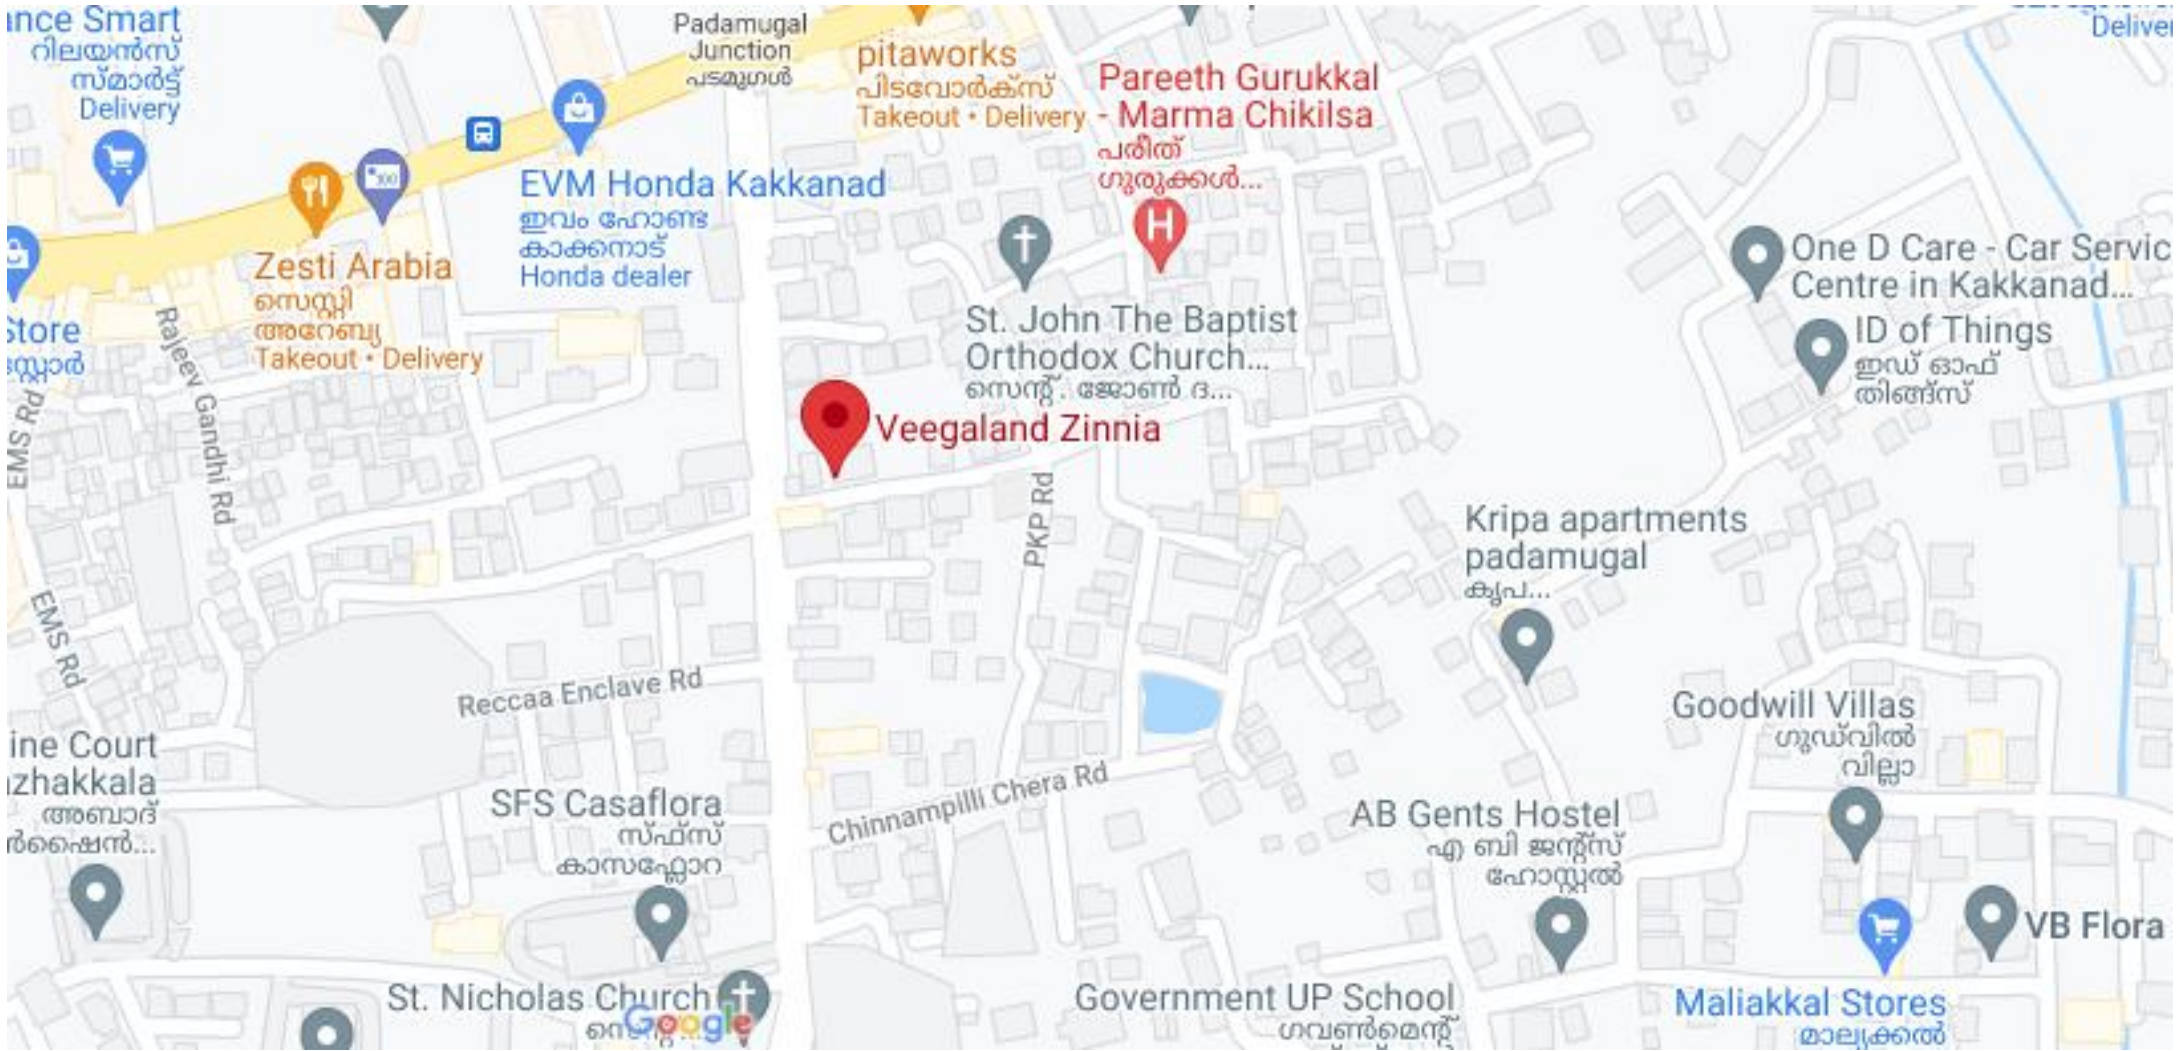 ance Smart
റിലയൻസ്
സ്മാർട്ട്
Delivery
Padamugal
Junction
പടമുഗൾ
pitaworks
പിടവോർക്സ്
Takeout • Delivery
Pareeth Gurukkal
- Marma Chikilsa
പരീത്
ഗുരുക്കൾ...
Deliver
EVM Honda Kakkanad
ഇവം ഹോണ്ട
കാക്കനാട്
Honda dealer
Zesti Arabia
സെസ്റ്റി
അറേബ്യ
Takeout • Delivery
Store
സ്റ്റോർ
Rajeev Gandhi Rd
EMS Rd
St. John The Baptist
Orthodox Church...
സെന്റ്. ജോൺ ദ...
One D Care - Car Servic
Centre in Kakkanad...
ID of Things
ഇഡ് ഓഫ്
തിങ്ങ്സ്
Veegaland Zinnia
PKP Rd
Kripa apartments
padamugal
കൃപ...
EMS Rd
Reccaa Enclave Rd
Goodwill Villas
ഗുഡ്‌വിൽ
വില്ലാ
ine Court
zhakkala
അബാദ്
ർഷൈൻ...
SFS Casaflora
സ്ഫ്സ്
കാസഫ്ലോറ
Chinnampilli Chera Rd
AB Gents Hostel
എ ബി ജന്റ്സ്
ഹോസ്റ്റൽ
VB Flora
St. Nicholas Church
Google
Government UP School
ഗവൺമെന്റ്
Maliakkal Stores
മാല്യക്കൽ